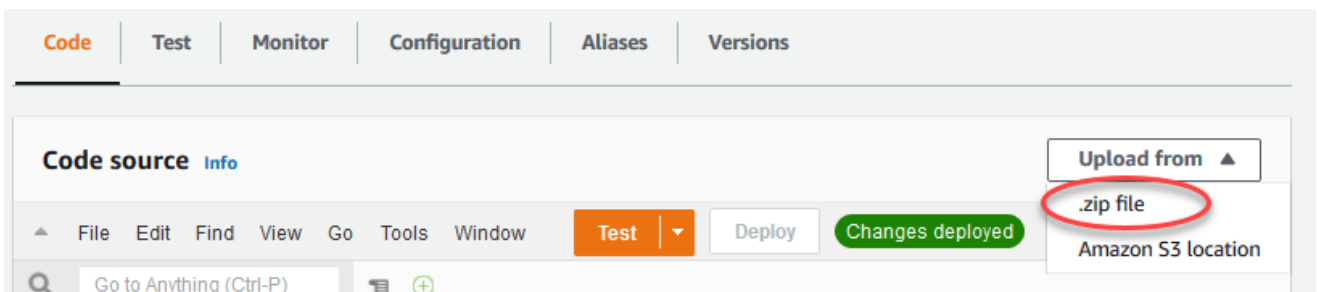 Code Test Monitor Configuration Aliases Versions
Code source Info
Upload from
.zip file
Amazon S3 location
File Edit Find View Go Tools Window Test Deploy Changes deployed
Go to Anything (Ctrl-P)